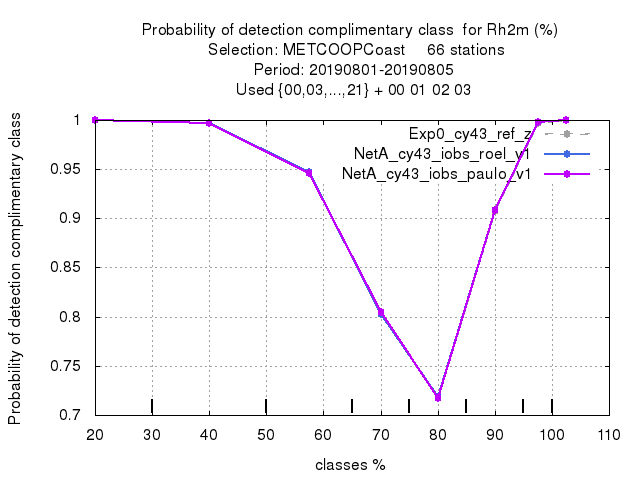 Probability of detection complimentary class  for Rh2m (%)
Selection: METCOOPCoast     66 stations
Period: 20190801-20190805
Used {00,03,...,21} + 00 01 02 03
Probability of detection complimentary class
1
0.95
0.9
0.85
0.8
0.75
0.7
Exp0_cy43_ref_z
NetA_cy43_iobs_roel_v1
NetA_cy43_iobs_paulo_v1
20 30 40 50 60 70 80 90 100 110
classes %